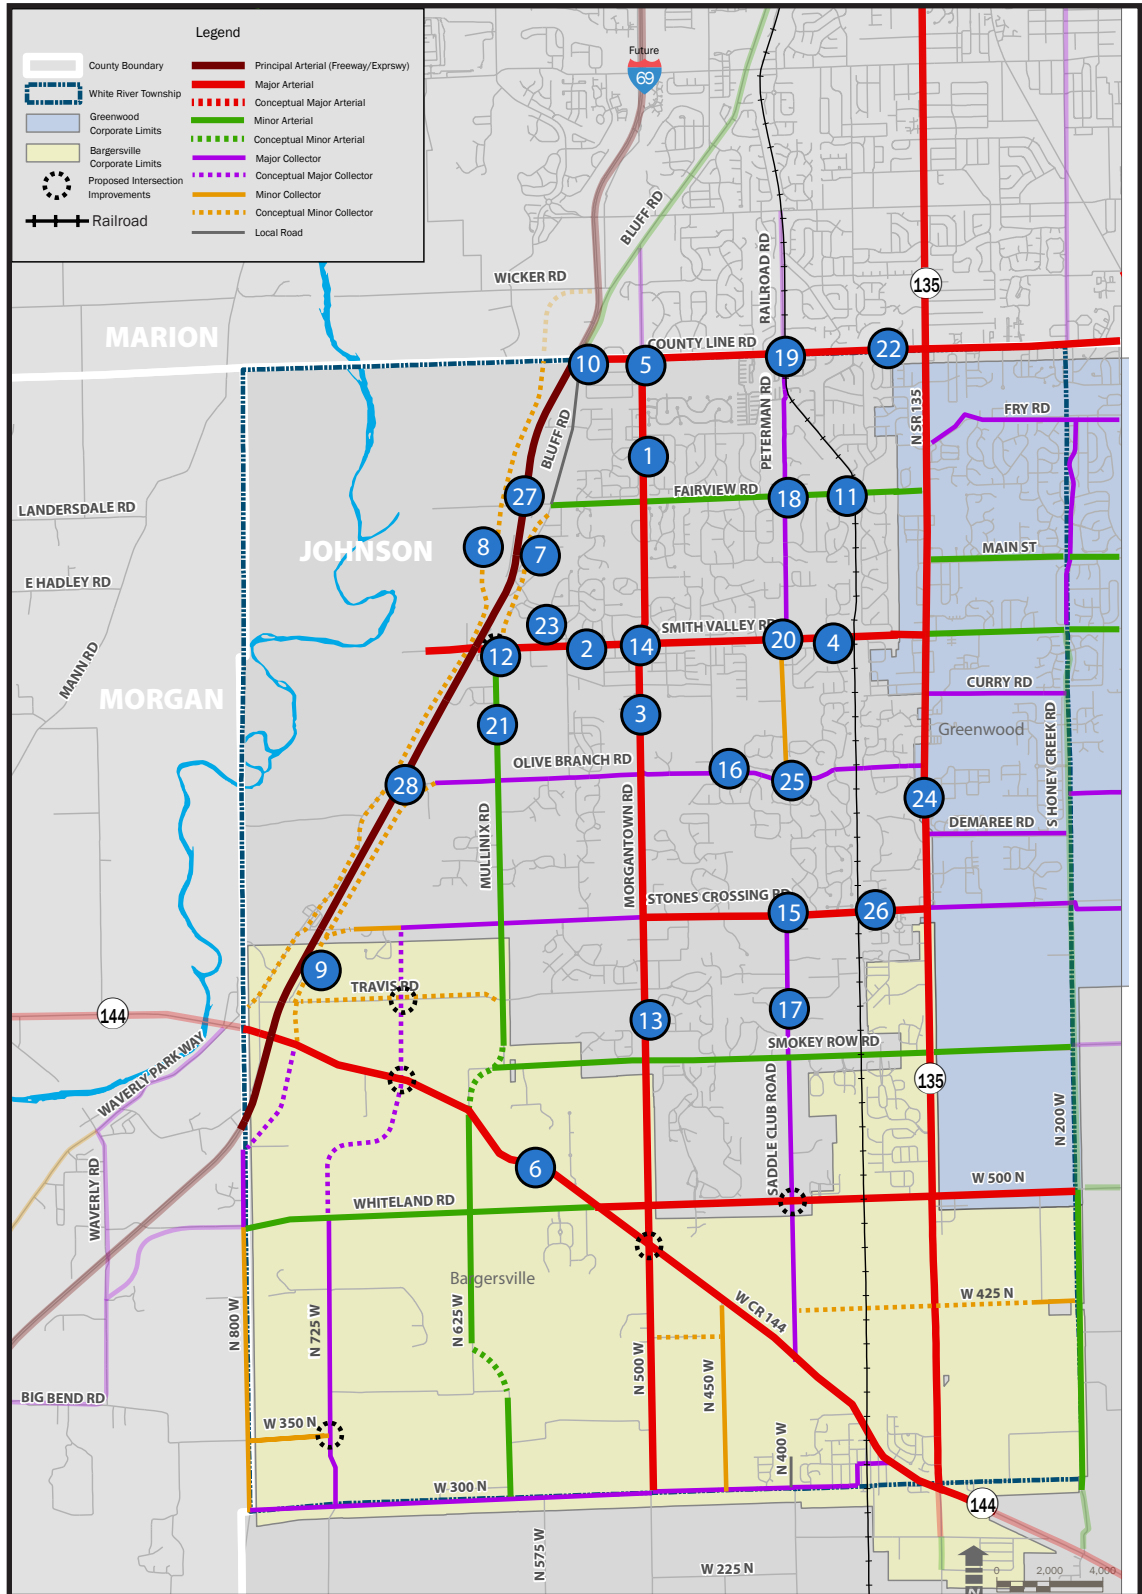 Legend
County Boundary
White River Township
Greenwood
Corporate Limits
Bargersville
Corporate Limits
Proposed Intersection
Improvements
Railroad
Principal Arterial (Freeway/Exprswy)
Major Arterial
Conceptual Major Arterial
Minor Arterial
Conceptual Minor Arterial
Major Collector
Conceptual Major Collector
Minor Collector
Conceptual Minor Collector
Local Road
Future
69
BLUFF RD
WICKER RD
RAILROAD RD
135
MARION
COUNTY LINE RD
10
5
19
22
PETERMAN RD
N SR 135
FRY RD
BLUFF RD
1
LANDERSDALE RD
27
FAIRVIEW RD
18
11
JOHNSON
8
7
MAIN ST
E HADLEY RD
23
SMITH VALLEY RD
12
2
14
20
4
MANN RD
MORGAN
CURRY RD
21
3
Greenwood
S HONEY CREEK RD
OLIVE BRANCH RD
16
25
28
24
MULLINIX RD
MORGANTOWN RD
DEMAREE RD
STONES CROSSING RD
15
26
9
TRAVIS RD
144
13
17
SMOKEY ROW RD
WAVERLY PARK WAY
135
SADDLE CLUB ROAD
N 200 W
6
WAVERLY RD
WHITELAND RD
W 500 N
Bargersville
W CR 144
W 425 N
N 800 W
N 725 W
N 625 W
N 500 W
N 450 W
BIG BEND RD
W 350 N
N 400 W
W 300 N
144
N 575 W
W 225 N
N
0
2,000
4,000